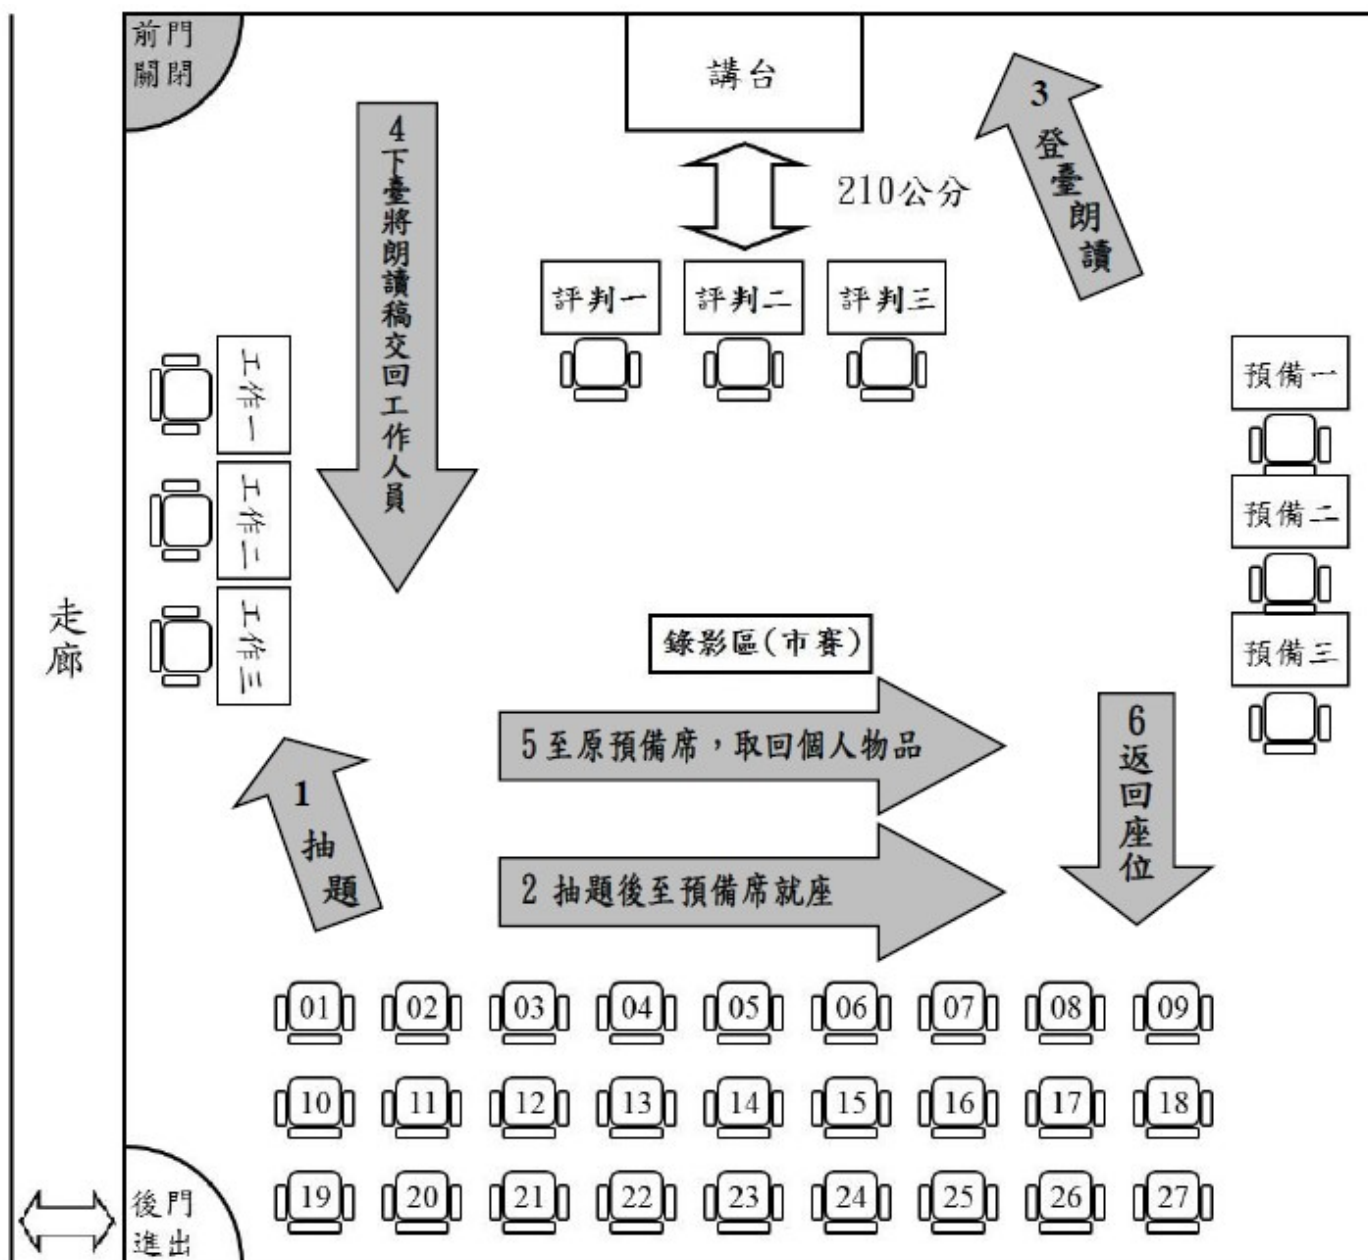 前門
關閉
講台
3登臺朗讀
4下臺將朗讀稿交回工作人員
210公分
評判一
評判二
評判三
工作一
工作二
工作三
預備一
預備二
預備三
走廊
錄影區(市賽)
5至原預備席，取回個人物品
6返回座位
1抽題
2 抽題後至預備席就座
01 02 03 04 05 06 07 08 09
10 11 12 13 14 15 16 17 18
19 20 21 22 23 24 25 26 27
後門
進出